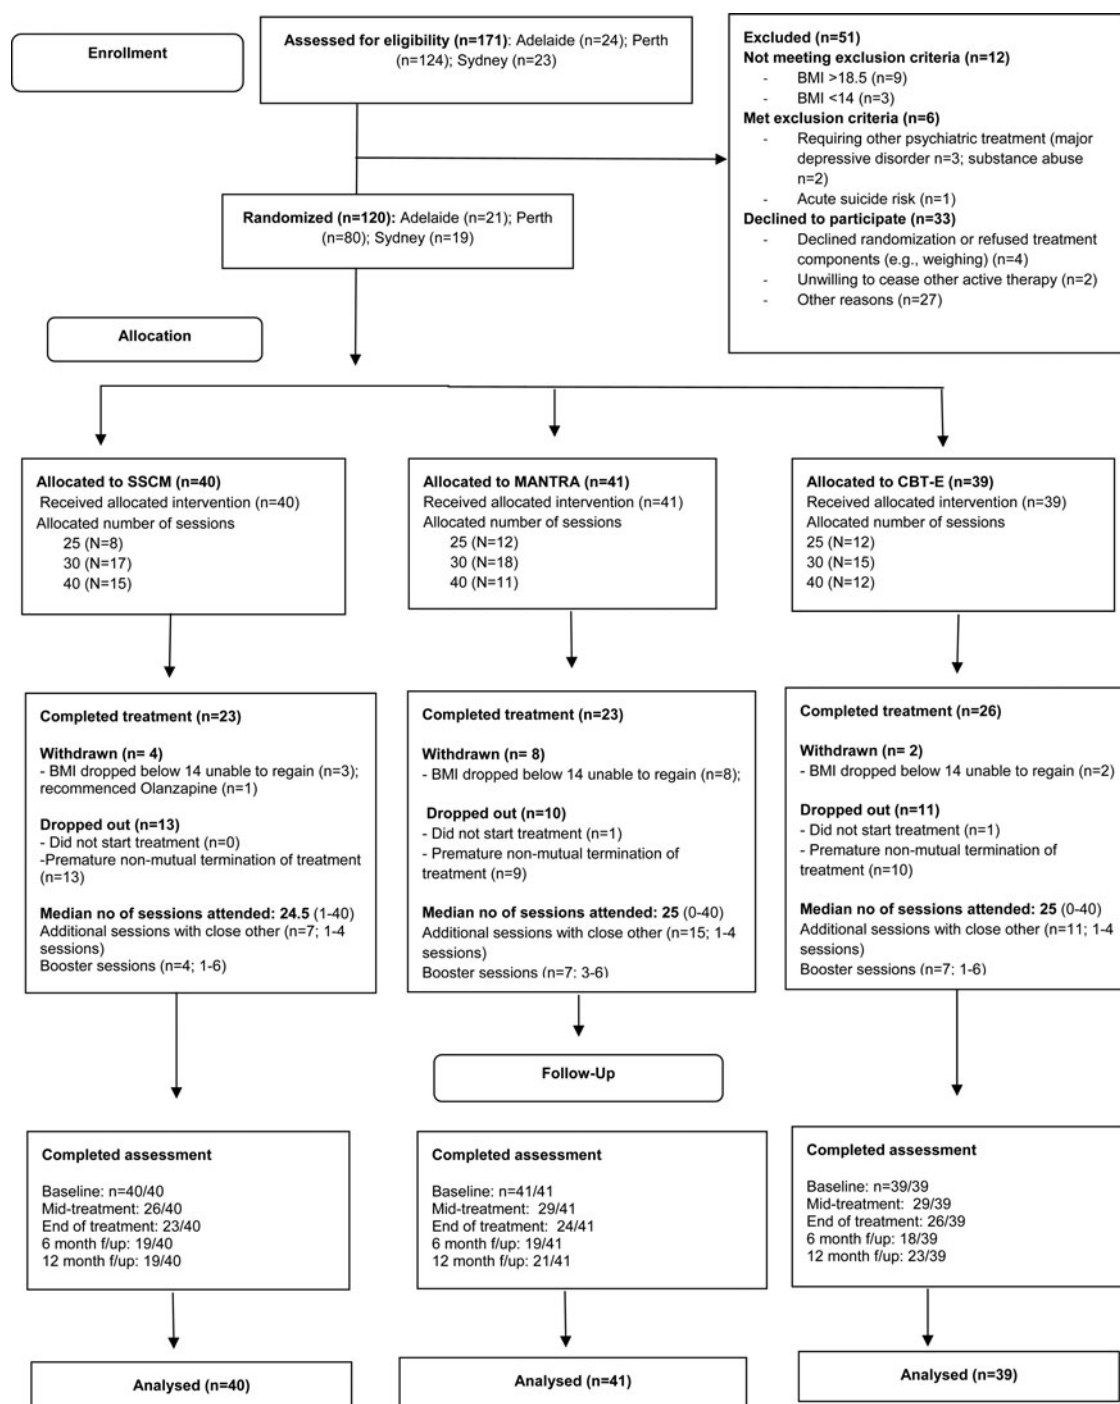 Enrollment
Assessed for eligibility (n=171): Adelaide (24); Perth
(n=124); Sydney (n=23)
Excluded (n=51)
Not meeting exclusion criteria (n=12)
- BMI >18.5 (n=9)
- BMI <14 (n=3)
Met exclusion criteria (n=6)
- Requiring other psychiatric treatment (major
depressive disorder n=3; substance abuse
n=2)
- Acute suicide risk (n=1)
Declined to participate (n=33)
- Declined randomization or refused treatment
components (e.g., weighing) (n=4)
- Unwilling to cease other active therapy (n=2)
- Other reasons (n=27)
Randomized (n=120): Adelaide (n=21); Perth
(n=80); Sydney (n=19)
Allocation
Allocated to SSCM (n=40)
Received allocated intervention (n=40)
Allocated number of sessions
25 (N=8)
30 (N=17)
40 (N=15)
Allocated to MANTRA (n=41)
Received allocated intervention (n=41)
Allocated number of sessions
25 (N=12)
30 (N=18)
40 (N=11)
Allocated to CBT-E (n=39)
Received allocated intervention (n=39)
Allocated number of sessions
25 (N=12)
30 (N=15)
40 (N=12)
Completed treatment (n=23)
Withdrawn (n= 4)
- BMI dropped below 14 unable to regain (n=3);
recommenced Olanzapine (n=1)
Dropped out (n=13)
- Did not start treatment (n=0)
-Premature non-mutual termination of treatment
(n=13)
Median no of sessions attended: 24.5 (1-40)
Additional sessions with close other (n=7; 1-4
sessions)
Booster sessions (n=4; 1-6)
Completed treatment (n=23)
Withdrawn (n= 8)
- BMI dropped below 14 unable to regain (n=8);
Dropped out (n=10)
- Did not start treatment (n=1)
- Premature non-mutual termination of
treatment (n=9)
Median no of sessions attended: 25 (0-40)
Additional sessions with close other (n=15; 1-4
sessions)
Booster sessions (n=7; 3-6)
Completed treatment (n=26)
Withdrawn (n= 2)
- BMI dropped below 14 unable to regain (n=2)
Dropped out (n=11)
- Did not start treatment (n=1)
- Premature non-mutual termination of
treatment (n=10)
Median no of sessions attended: 25 (0-40)
Additional sessions with close other (n=11; 1-4
sessions)
Booster sessions (n=7; 1-6)
Follow-Up
Completed assessment
Baseline: n=40/40
Mid-treatment: 26/40
End of treatment: 23/40
6 month f/up: 19/40
12 month f/up: 19/40
Completed assessment
Baseline: n=41/41
Mid-treatment: 29/41
End of treatment: 24/41
6 month f/up: 19/41
12 month f/up: 21/41
Completed assessment
Baseline: n=39/39
Mid-treatment: 29/39
End of treatment: 26/39
6 month f/up: 18/39
12 month f/up: 23/39
Analysed (n=40)
Analysed (n=41)
Analysed (n=39)